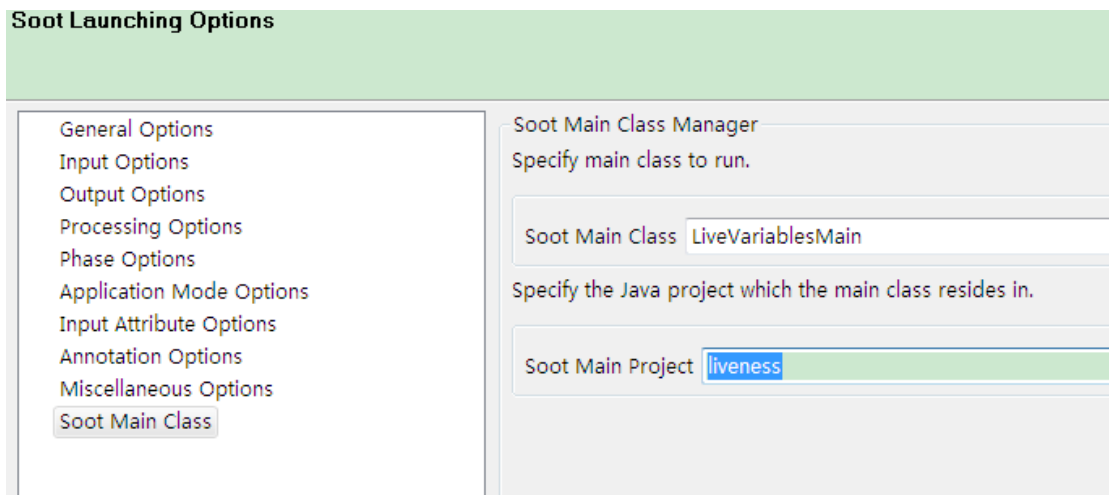 Soot Launching Options
General Options
Input Options
Output Options
Processing Options
Phase Options
Application Mode Options
Input Attribute Options
Annotation Options
Miscellaneous Options
Soot Main Class
Soot Main Class Manager
Specify main class to run.
Soot Main Class LiveVariablesMain
Specify the Java project which the main class resides in.
Soot Main Project liveness